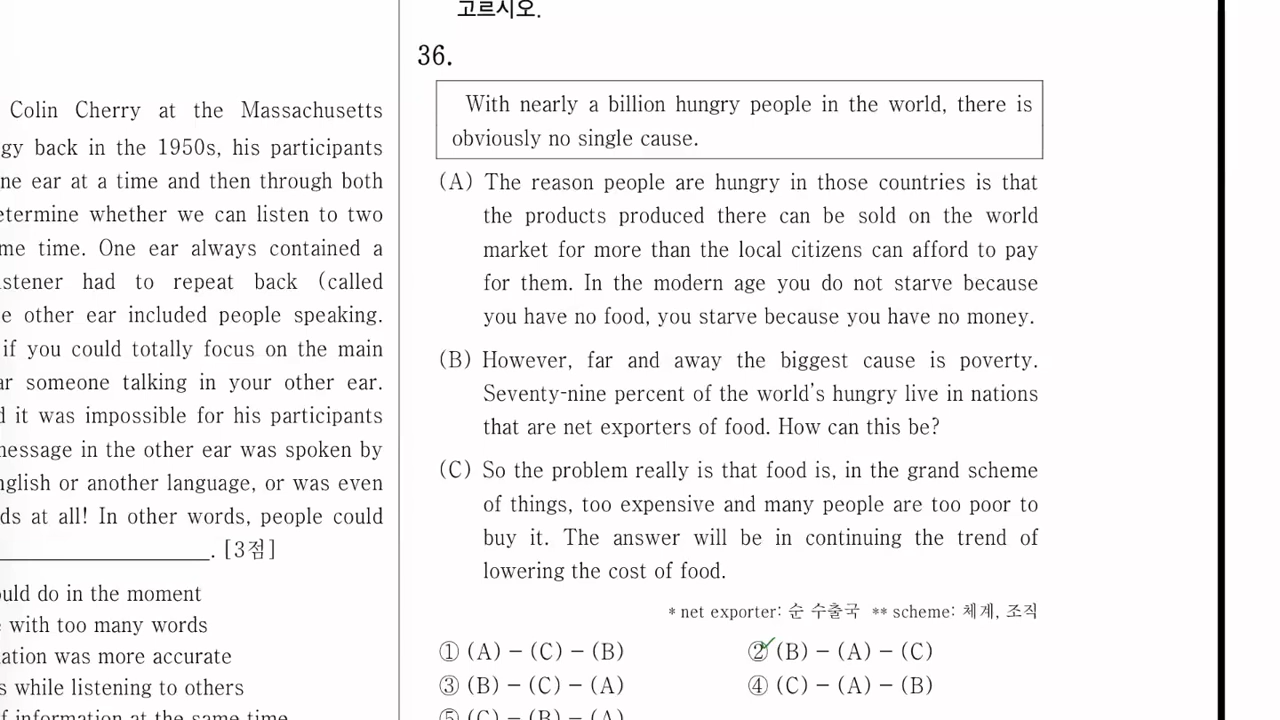 Colin Cherry at the Massachusetts
back in the 1950s, his participants
ear at a time and then through both
whether we can listen to two
time. One ear always contained a
had to repeat back (called
other ear included people speaking.
if you could totally focus on the main
someone talking in your other ear.
it was impossible for his participants
message in the other ear was spoken by
English or another language, or was even
at all! In other words, people could
. [3점]
do in the moment
with too many words
was more accurate
while listening to others
information at the same time
고르시오.
36.
With nearly a billion hungry people in the world, there is
obviously no single cause.
(A) The reason people are hungry in those countries is that
the products produced there can be sold on the world
market for more than the local citizens can afford to pay
for them. In the modern age you do not starve because
you have no food, you starve because you have no money.
(B) However, far and away the biggest cause is poverty.
Seventy-nine percent of the world's hungry live in nations
that are net exporters of food. How can this be?
(C) So the problem really is that food is, in the grand scheme
of things, too expensive and many people are too poor to
buy it. The answer will be in continuing the trend of
lowering the cost of food.
* net exporter: 순 수출국 ** scheme: 체계, 조직
① (A) - (C) - (B) ② (B) - (A) - (C)
③ (B) - (C) - (A) ④ (C) - (A) - (B)
⑤ (C) - (B) - (A)